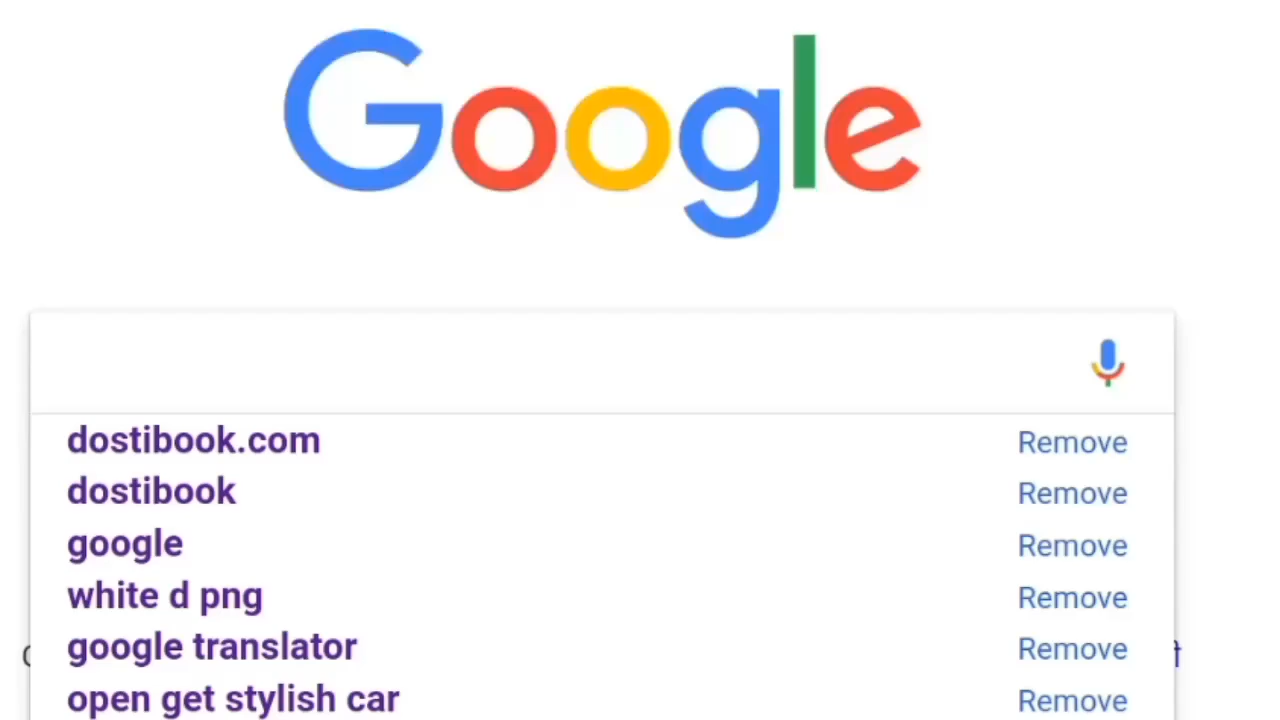 Google
dostibook.com Remove
dostibook Remove
google Remove
white d png Remove
google translator Remove
open get stylish car Remove